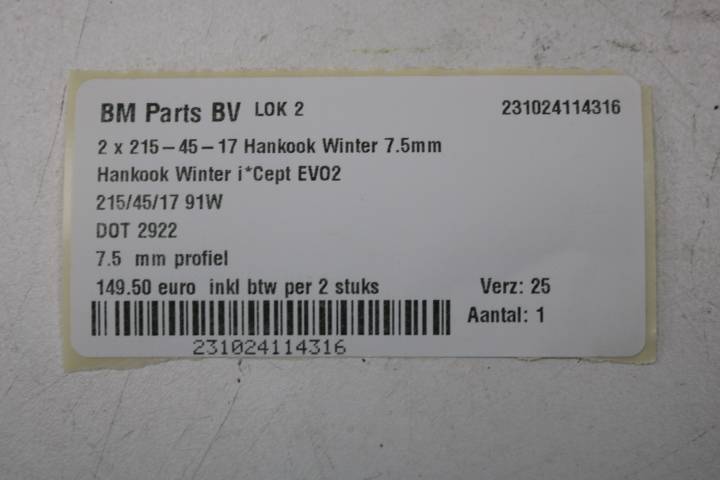 BM Parts BV LOK 2 231024114316
2 x 215-45-17 Hankook Winter 7.5mm
Hankook Winter i*Cept EVO2
215/45/17 91W
DOT 2922
7.5 mm profiel
149.50 euro inkl btw per 2 stuks Verz: 25
Aantal: 1
231024114316